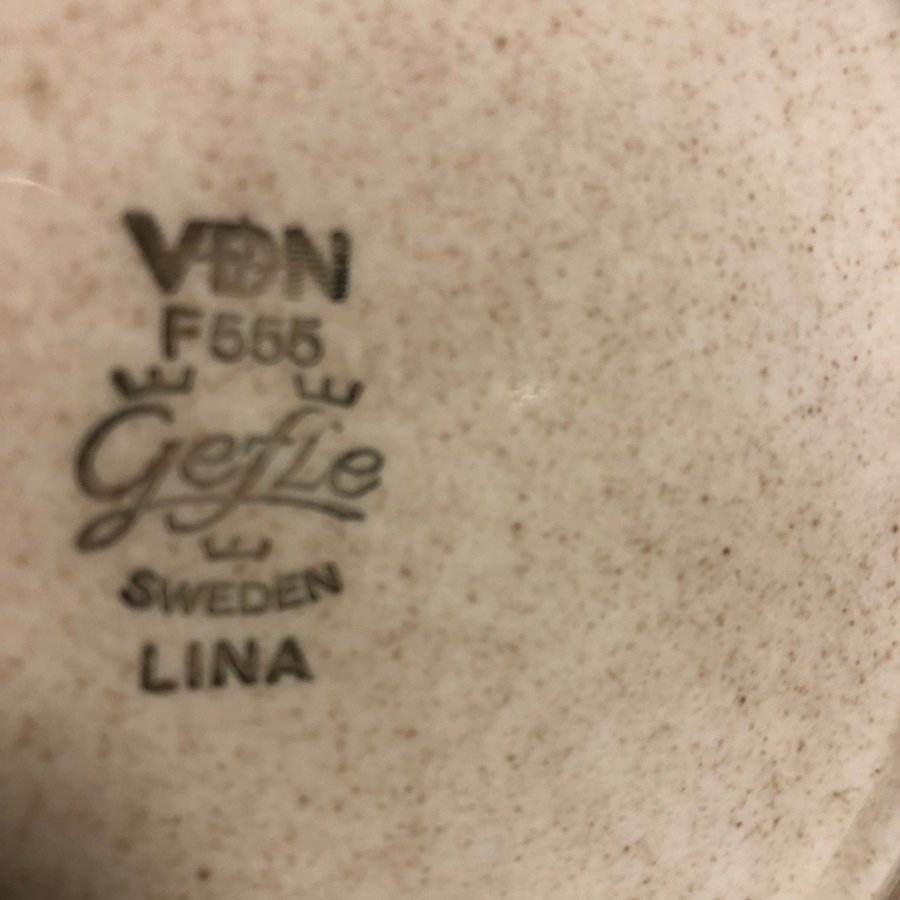 VDN
F555
Gefle
SWEDEN
LINA